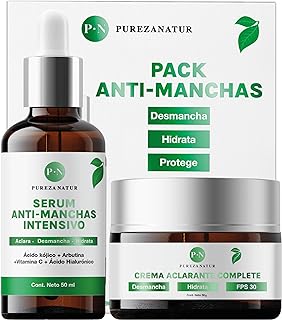 P-N PUREZANATUR
PACK
ANTI-MANCHAS
Desmancha
Hidrata
Protege
P-N
PUREZANATUR
SERUM
ANTI-MANCHAS
INTENSIVO
Aclara - Desmancha - Hidrata
Ácido kójico + Arbutina
+Vitamina C + Ácido Hialurónico
Cont. Neto 50 ml
P-N
PUREZANATUR
CREMA ACLARANTE COMPLETE
Desmancha Hidrata FPS 30